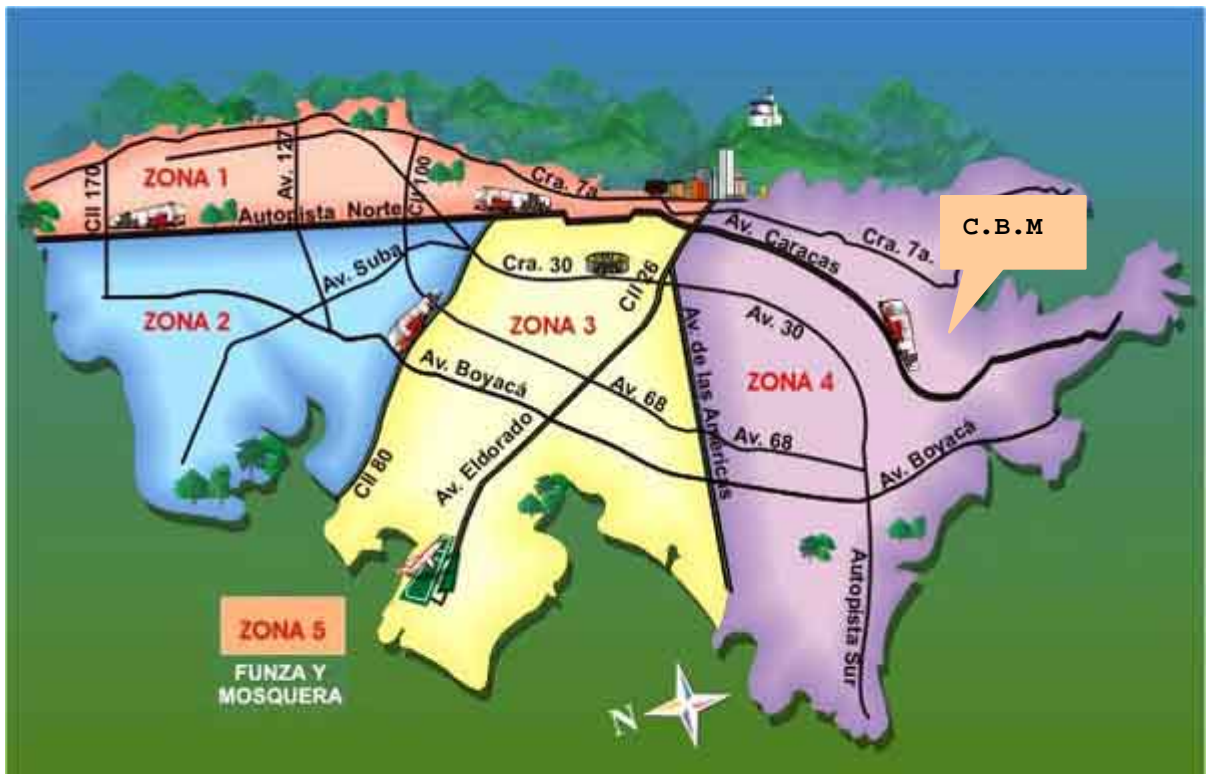 Cll 170
ZONA 1
Av. 127
Cll 100
Autopista Norte
Cra. 7a
C.B.M
Av. Caracas
Cra. 7a.
Av. Suba
Cra. 30
Cll 26
ZONA 2
ZONA 3
Av. 30
Av. de las Américas
ZONA 4
Av. Boyacá
Av. 68
Av. 68
Av. Boyacá
Cll 80
Av. Eldorado
Autopista Sur
ZONA 5
FUNZA Y
MOSQUERA
N